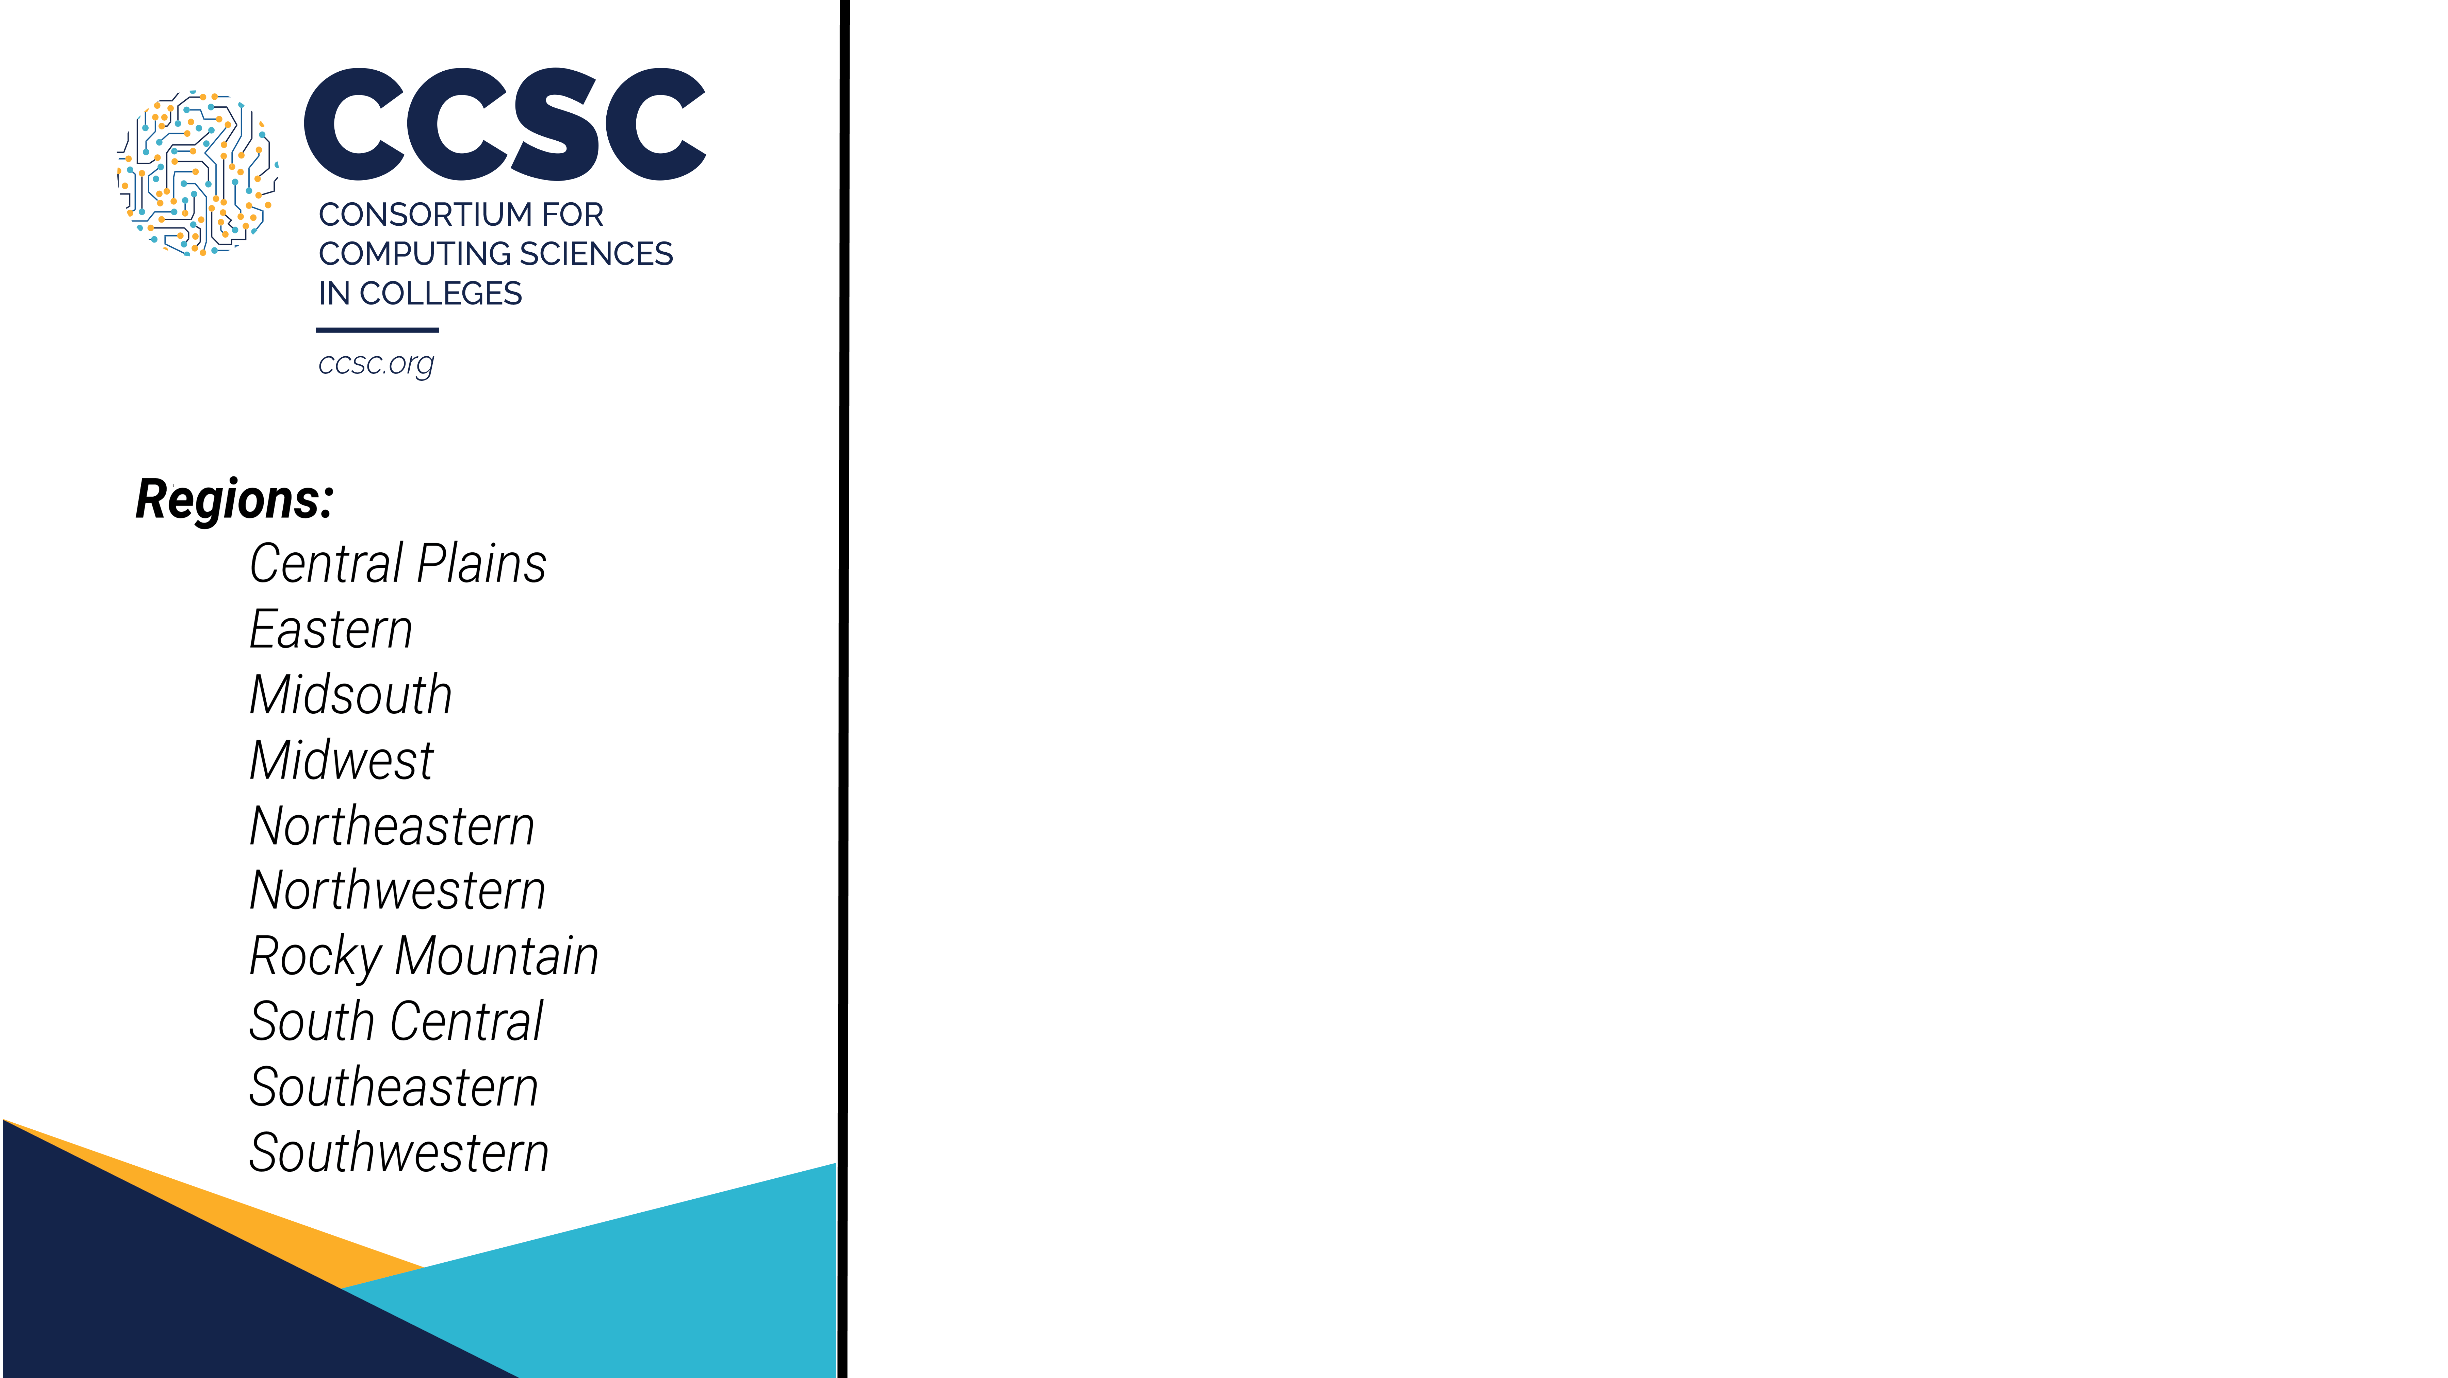 CCSC
CONSORTIUM FOR
COMPUTING SCIENCES
IN COLLEGES
ccsc.org
Regions:
Central Plains
Eastern
Midsouth
Midwest
Northeastern
Northwestern
Rocky Mountain
South Central
Southeastern
Southwestern